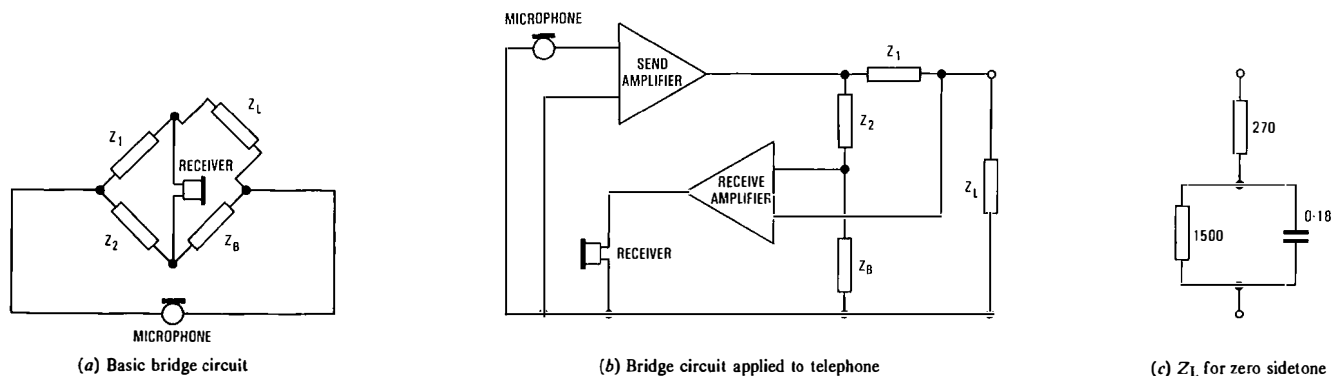 Z1
ZL
RECEIVER
Z2
ZB
MICROPHONE
(a) Basic bridge circuit
MICROPHONE
SEND
AMPLIFIER
Z1
Z2
RECEIVE
AMPLIFIER
ZL
RECEIVER
ZB
(b) Bridge circuit applied to telephone
270
1500
0·18
(c) ZL for zero sidetone